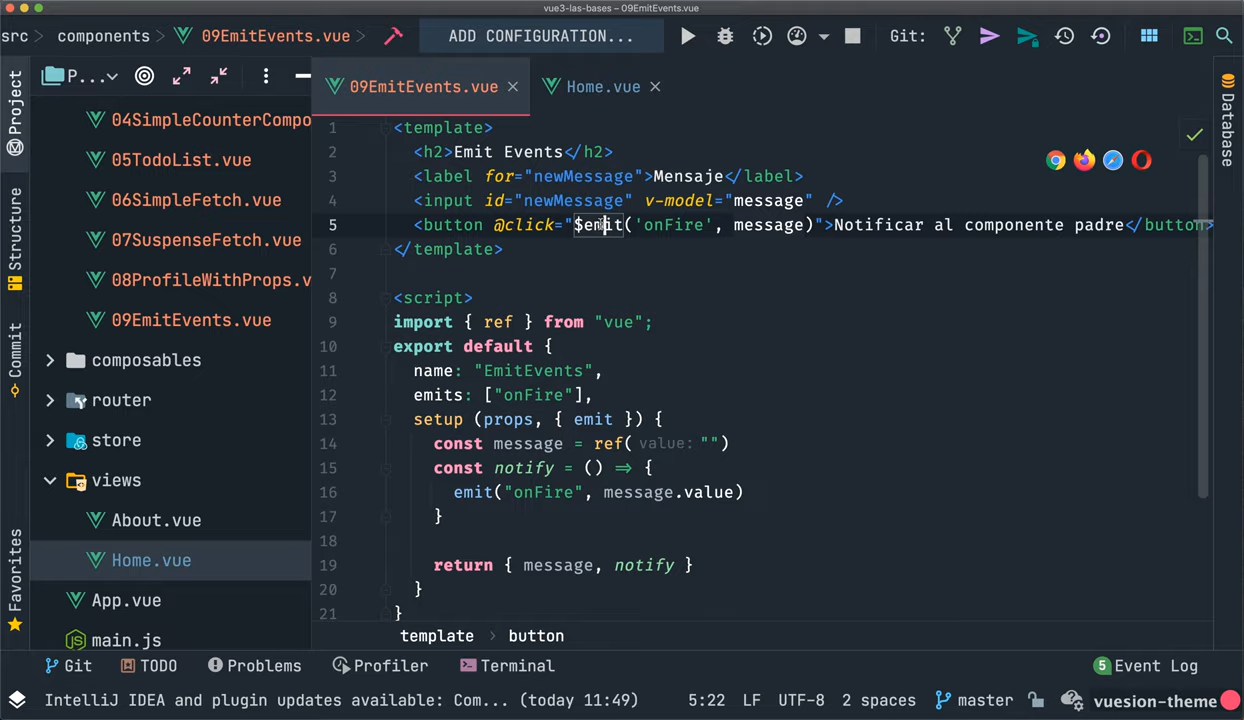 vue3-las-bases – 09EmitEvents.vue
src > components > 09EmitEvents.vue ADD CONFIGURATION... Git:
P...
09EmitEvents.vue × Home.vue ×
Project
Structure
Commit
Favorites
Database
04SimpleCounterCompo
05TodoList.vue
06SimpleFetch.vue
07SuspenseFetch.vue
08ProfileWithProps.v
09EmitEvents.vue
composables
router
store
views
About.vue
Home.vue
App.vue
main.js
1 <template>
2 <h2>Emit Events</h2>
3 <label for="newMessage">Mensaje</label>
4 <input id="newMessage" v-model="message" />
5 <button @click="$emit('onFire', message)">Notificar al componente padre</button>
6 </template>
7
8 <script>
9 import { ref } from "vue";
10 export default {
11 name: "EmitEvents",
12 emits: ["onFire"],
13 setup (props, { emit }) {
14 const message = ref( value: "")
15 const notify = () => {
16 emit("onFire", message.value)
17 }
18
19 return { message, notify }
20 }
21 }
template > button
Git TODO Problems Profiler Terminal 5 Event Log
IntelliJ IDEA and plugin updates available: Com... (today 11:49) 5:22 LF UTF-8 2 spaces master vuesion-theme